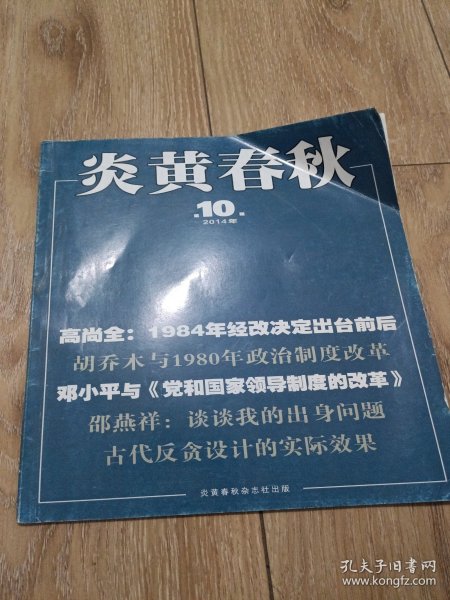 炎黄春秋
.10.
2014年
高尚全：1984年经改决定出台前后
胡乔木与1980年政治制度改革
邓小平与《党和国家领导制度的改革》
邵燕祥：谈谈我的出身问题
古代反贪设计的实际效果
炎黄春秋杂志社出版
孔夫子旧书网
www.kongfz.com